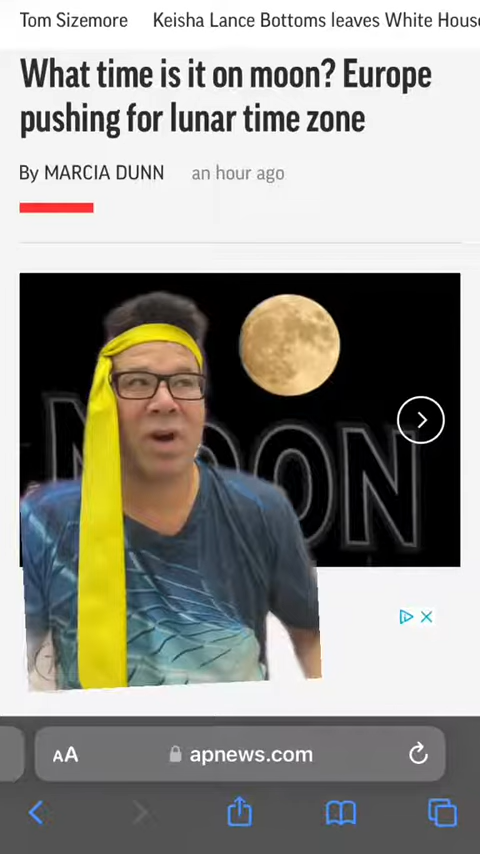 Tom Sizemore Keisha Lance Bottoms leaves White House
What time is it on moon? Europe
pushing for lunar time zone
By MARCIA DUNN an hour ago
MOON
AA apnews.com